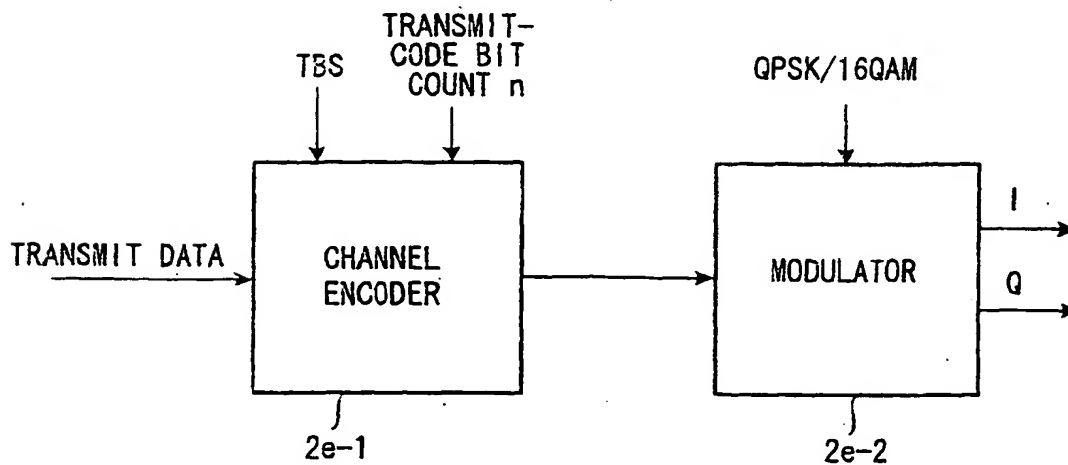 TRANSMIT-
CODE BIT
COUNT n
TBS
QPSK/16QAM
TRANSMIT DATA
CHANNEL
ENCODER
MODULATOR
I
Q
2e-1
2e-2